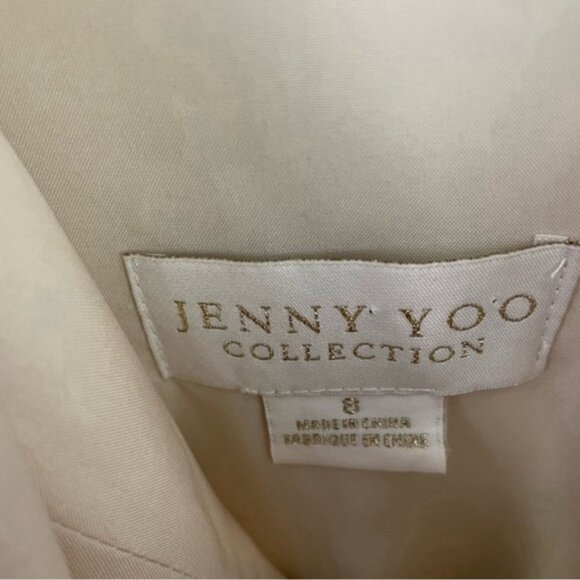 JENNY YOO
COLLECTION
8
MADE IN CHINA
FABRIQUE EN CHINE